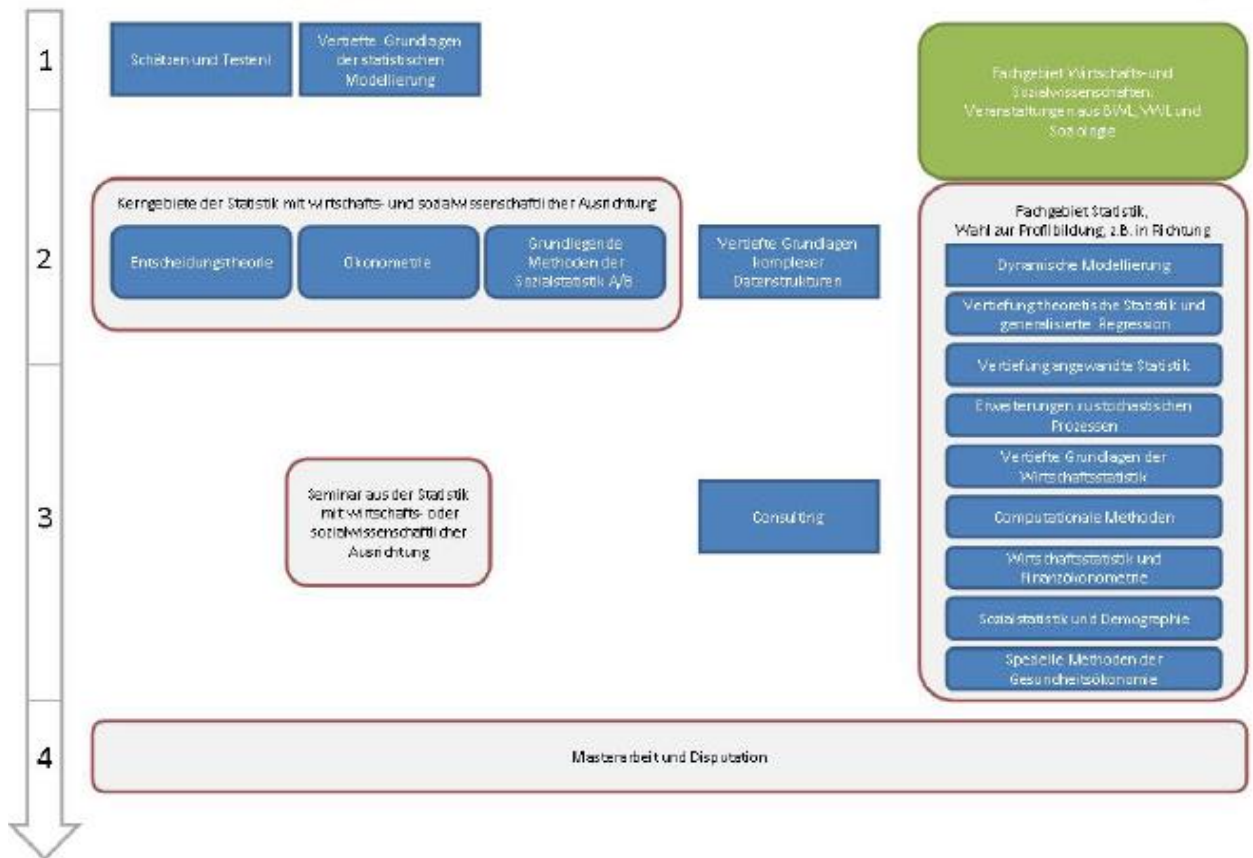 1
Schätzen und Testen I
Vertiefte Grundlagen
der statistischen
Modellierung
Fachgebiet Wirtschafts- und
Sozialwissenschaften:
Veranstaltungen aus BWL, VWL und
Soziologie
2
Kerngebiete der Statistik mit wirtschafts- und sozialwissenschaftlicher Ausrichtung
Entscheidungstheorie
Ökonometrie
Grundlegende
Methoden der
Sozialstatistik A/B
Vertiefte Grundlagen
komplexer
Datenstrukturen
Fachgebiet Statistik,
Wahl zur Profilbildung, z.B. in Richtung
Dynamische Modellierung
Vertiefung theoretische Statistik und
generalisierte Regression
Vertiefung angewandte Statistik
Erweiterungen zu stochastischen
Prozessen
Vertiefte Grundlagen der
Wirtschaftsstatistik
Computationale Methoden
Wirtschaftsstatistik und
Finanzökonometrie
Sozialstatistik und Demographie
Spezielle Methoden der
Gesundheitsökonomie
3
Seminar aus der Statistik
mit wirtschafts- oder
sozialwissenschaftlicher
Ausrichtung
Consulting
4
Masterarbeit und Disputation